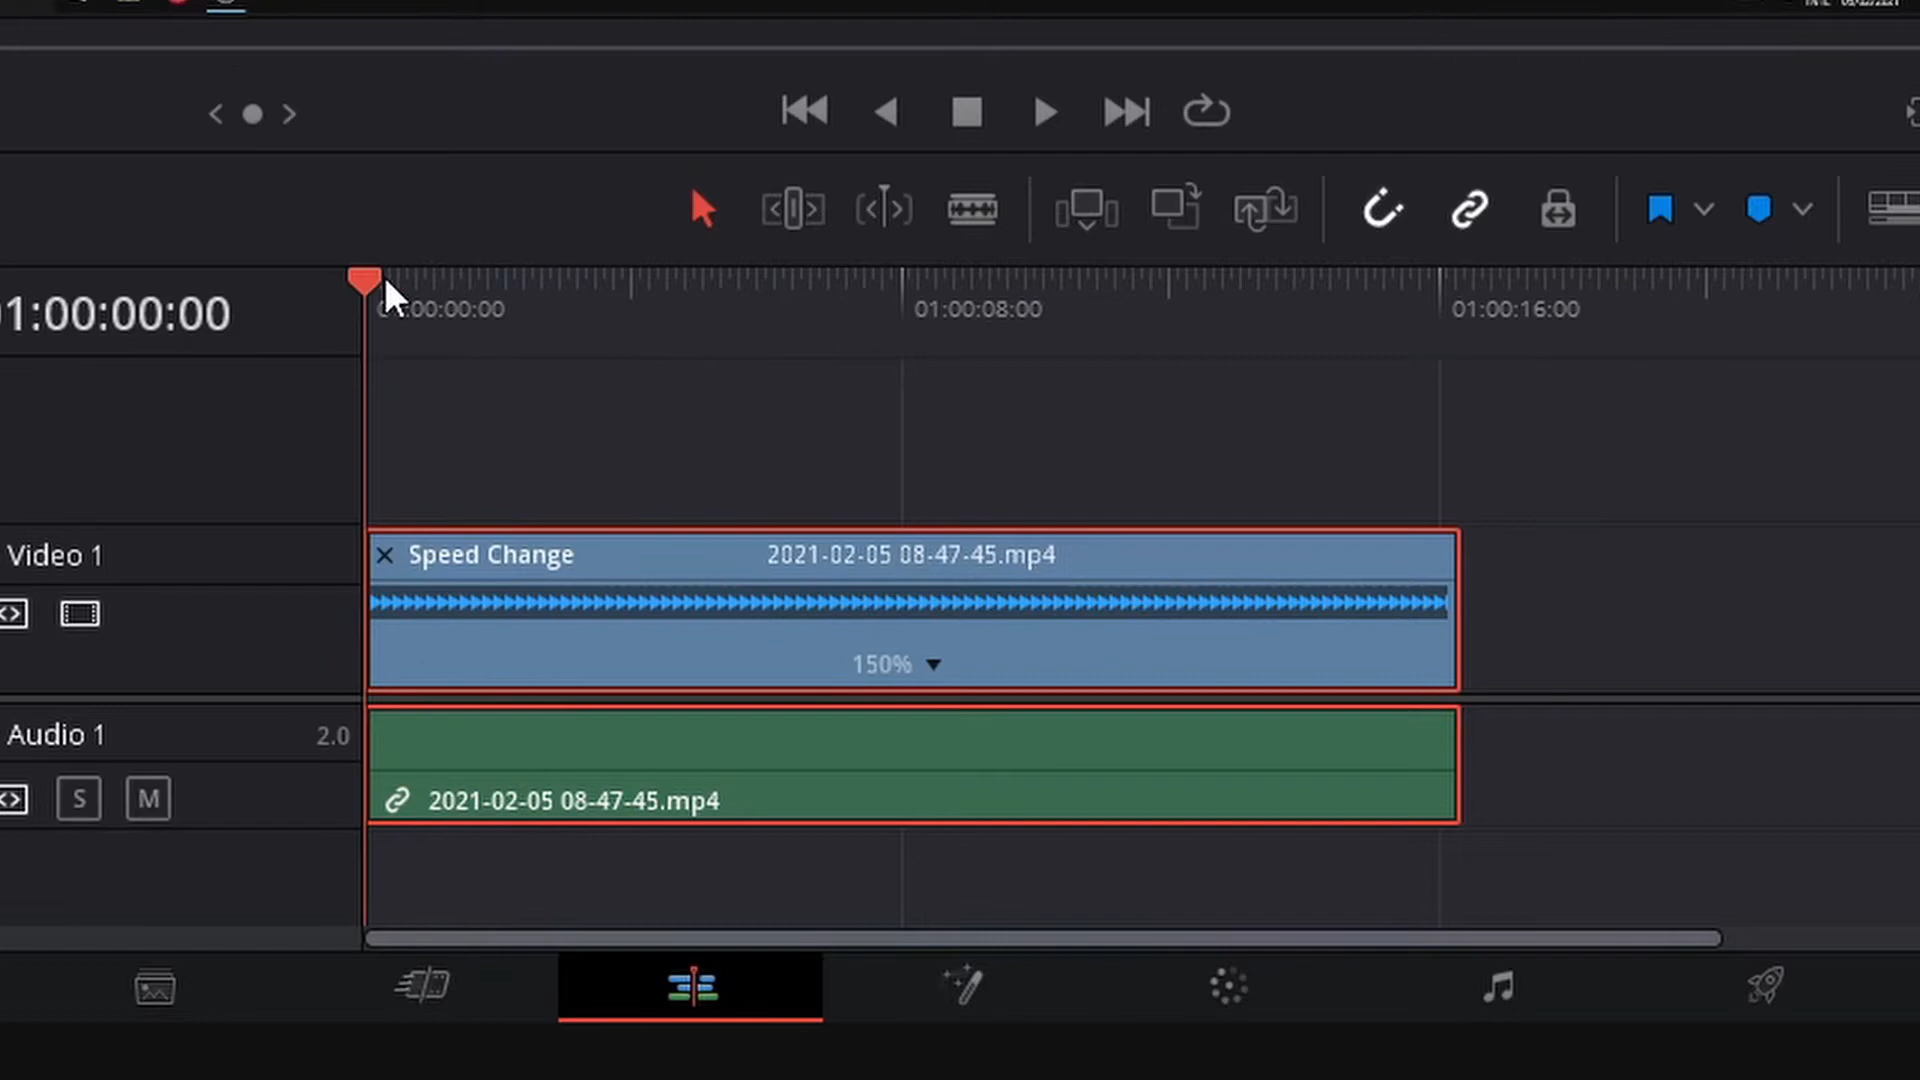 1:00:00:00
:00:00:00
01:00:08:00
01:00:16:00
Video 1
Speed Change
2021-02-05 08-47-45.mp4
150%
Audio 1
2.0
S
M
2021-02-05 08-47-45.mp4